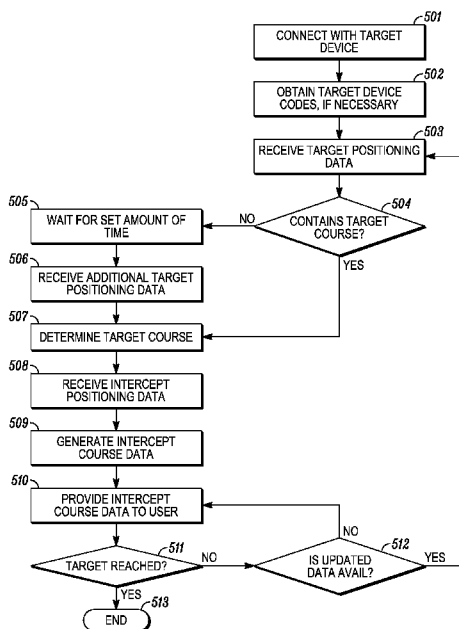 501
CONNECT WITH TARGET
DEVICE
502
OBTAIN TARGET DEVICE
CODES, IF NECESSARY
503
RECEIVE TARGET POSITIONING
DATA
504
CONTAINS TARGET
COURSE?
NO
YES
505
WAIT FOR SET AMOUNT OF
TIME
506
RECEIVE ADDITIONAL TARGET
POSITIONING DATA
507
DETERMINE TARGET COURSE
508
RECEIVE INTERCEPT
POSITIONING DATA
509
GENERATE INTERCEPT
COURSE DATA
510
PROVIDE INTERCEPT
COURSE DATA TO USER
511
TARGET REACHED?
NO
YES
512
IS UPDATED
DATA AVAIL?
NO
YES
513
END